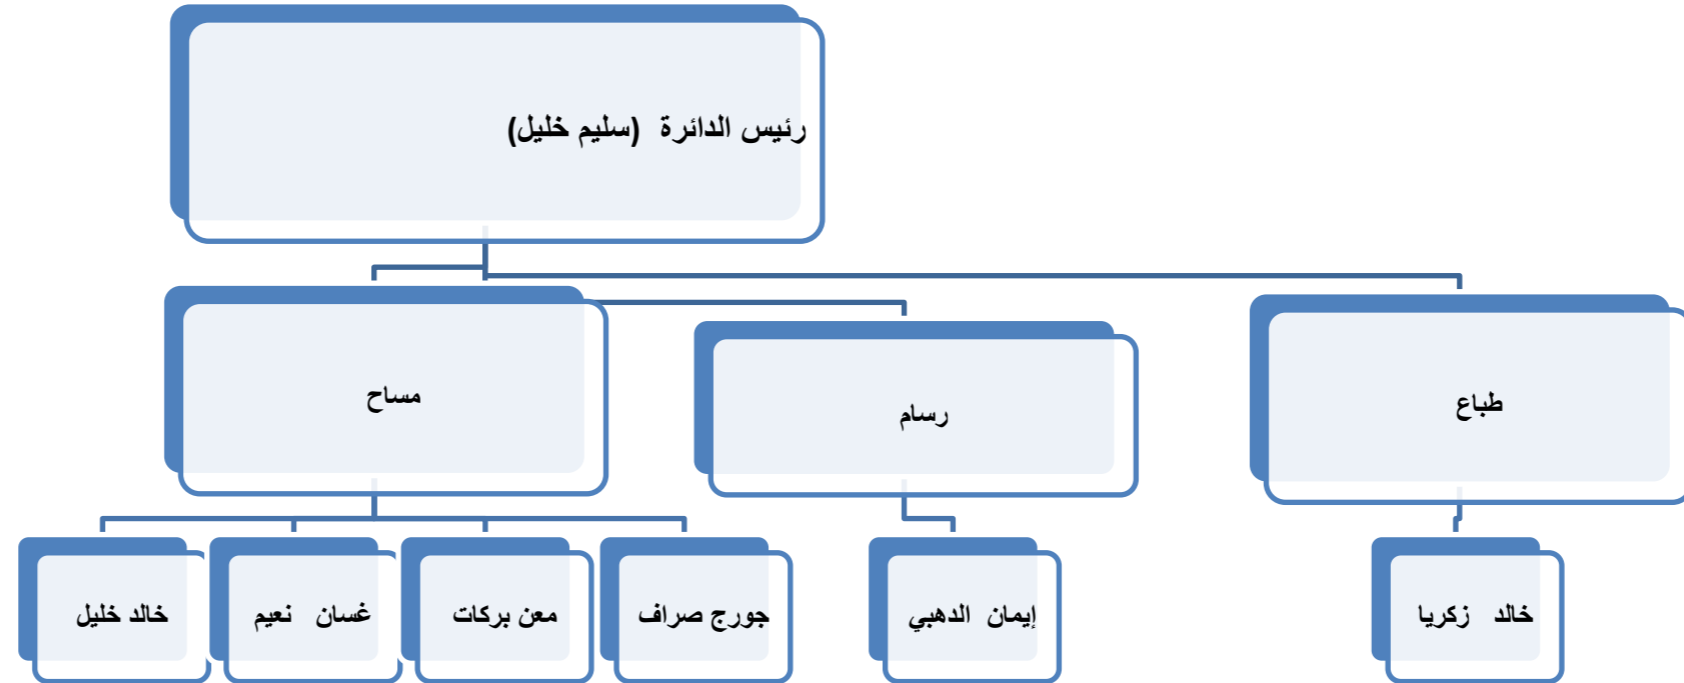 رئيس الدائرة (سليم خليل)
طباع
رسام
مساح
خالد زكريا
إيمان الدهبي
جورج صراف
معن بركات
غسان نعيم
خالد خليل